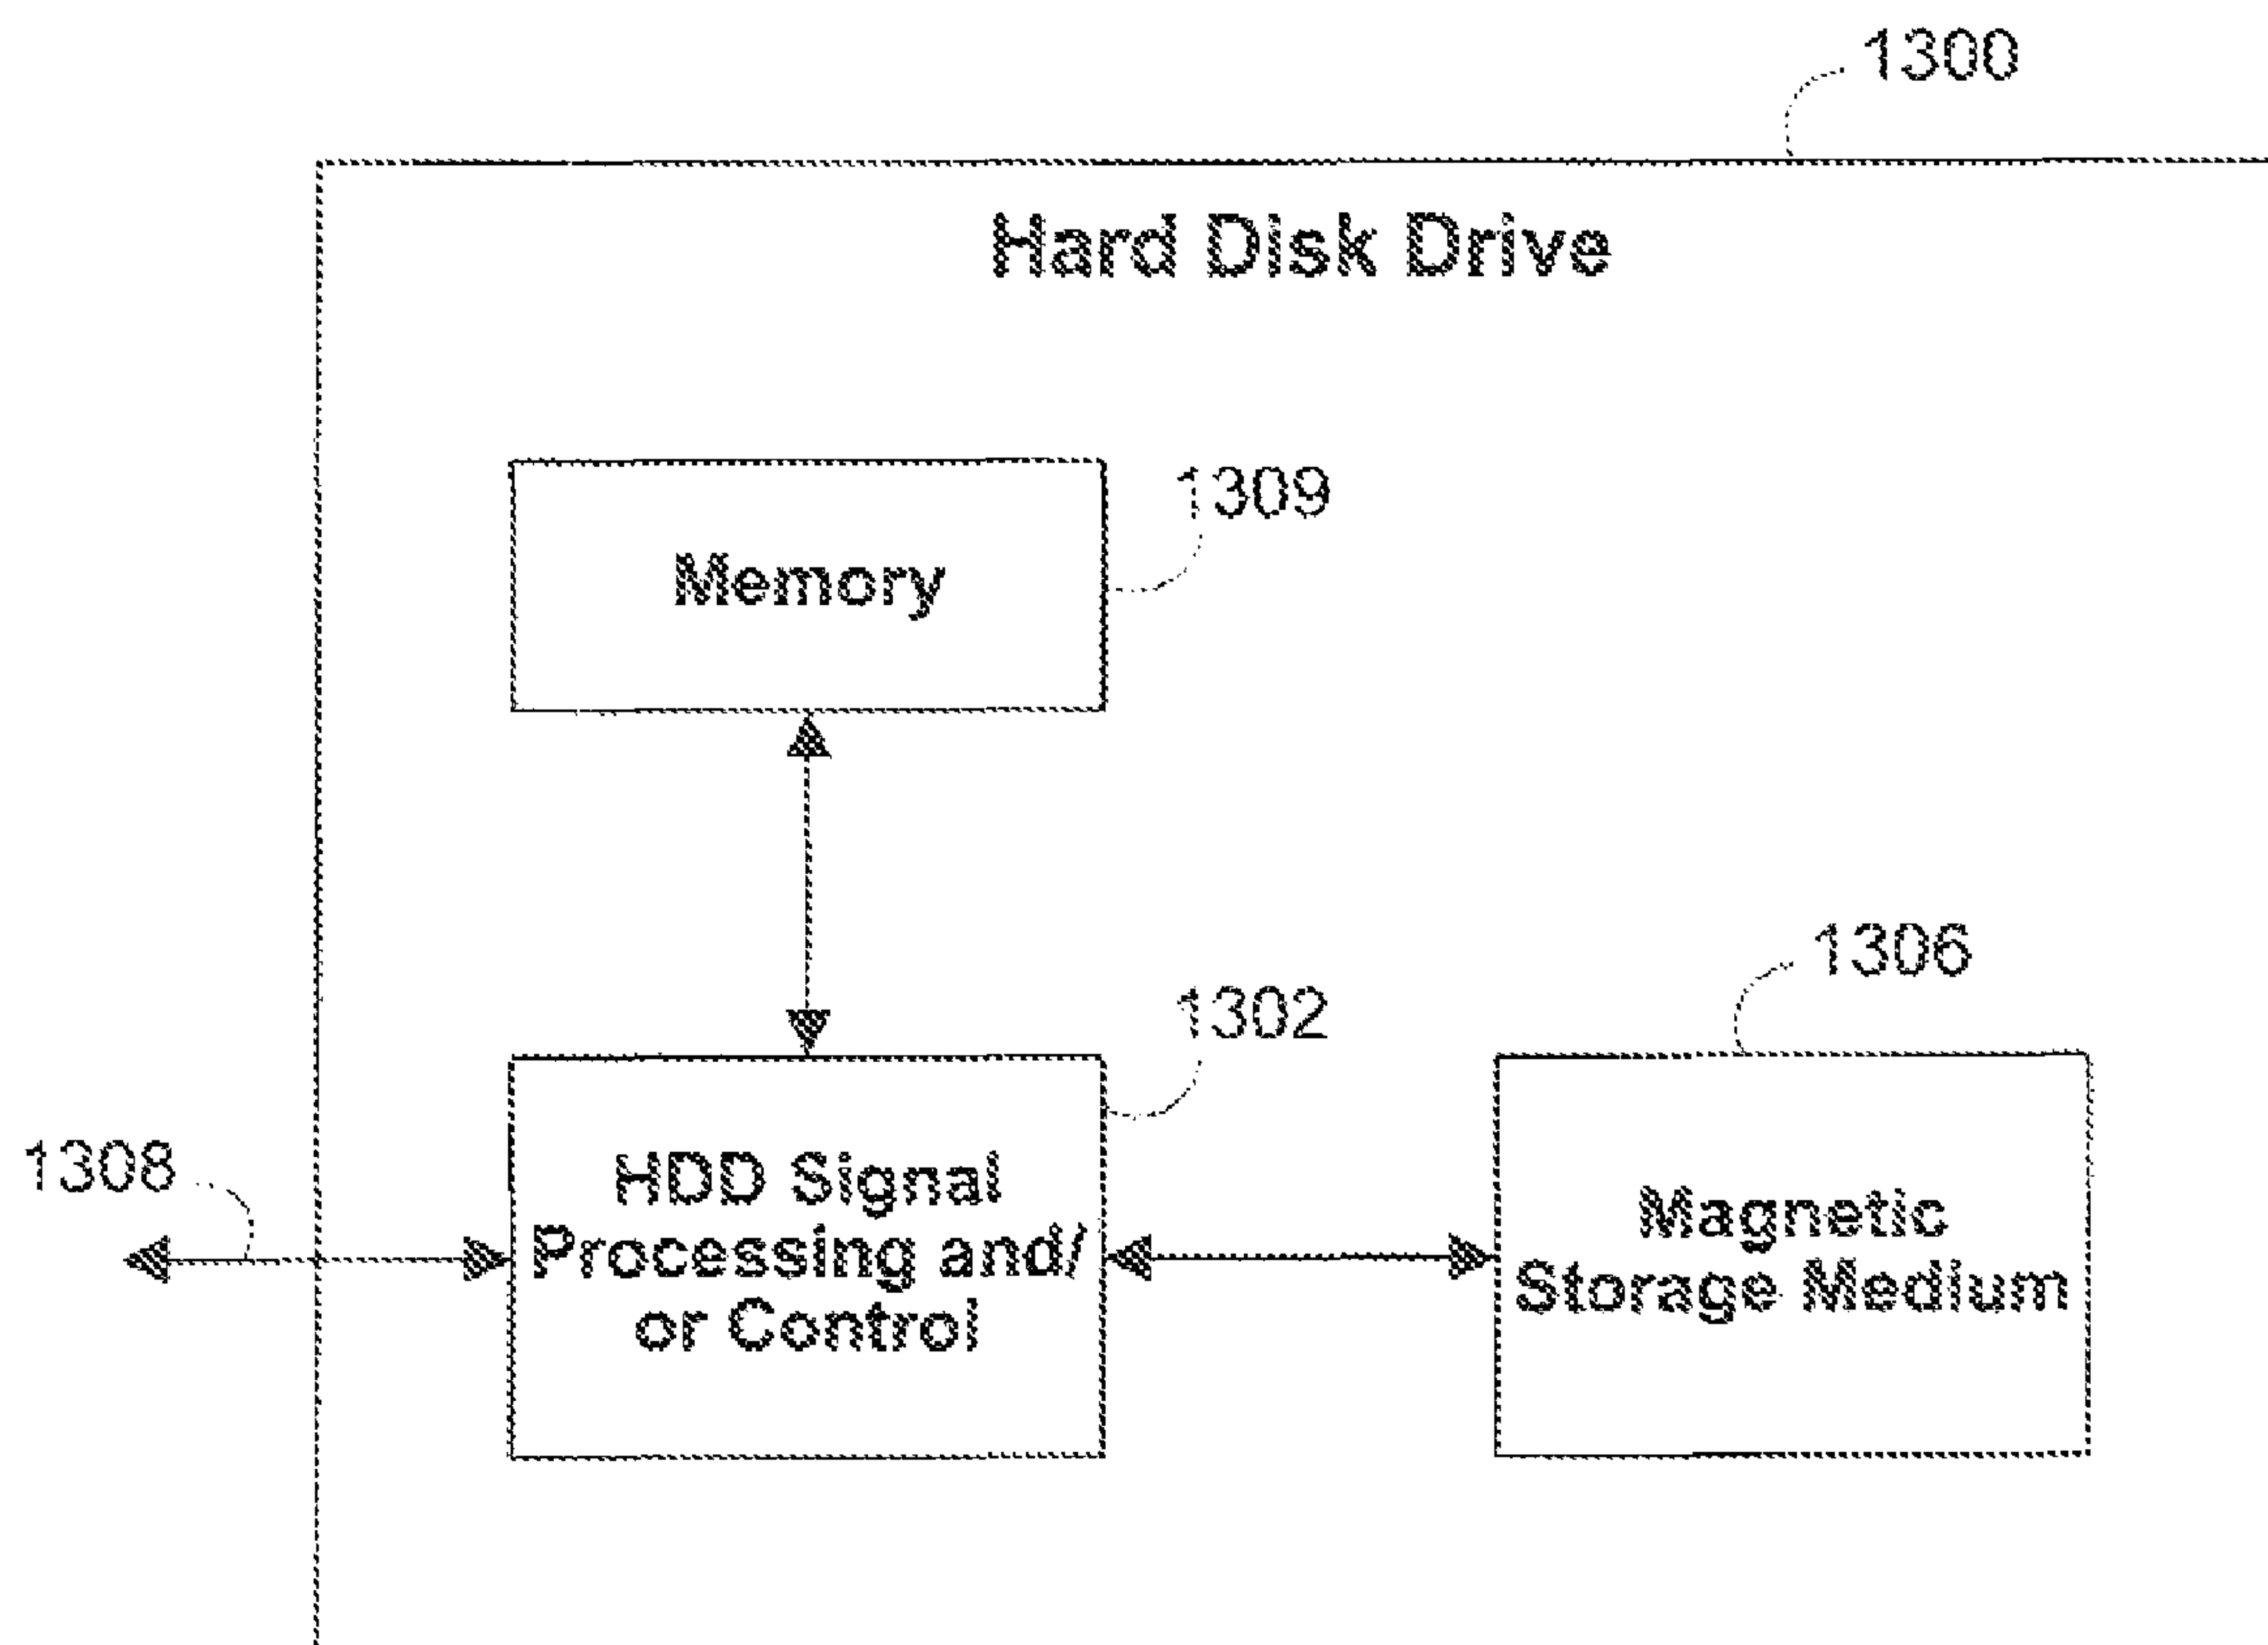 1300
Hard Disk Drive
1309
Memory
1306
1302
1308
HDD Signal
Processing and/
or Control
Magnetic
Storage Medium